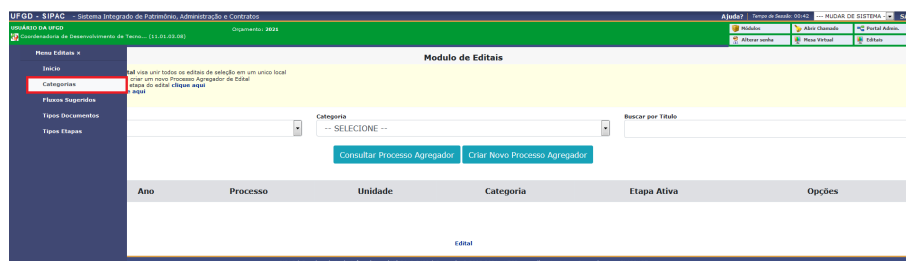 UFGD - SIPAC - Sistema Integrado de Patrimônio, Administração e Contratos
Ajuda? Tempo de Sessão: 00:42 --- MUDAR DE SISTEMA ---
USUÁRIO DA UFGD
Orçamento: 2021
Módulos Abrir Chamado Portal Admin.
Coordenadoria de Desenvolvimento de Tecno... (11.01.03.08)
Alterar senha Mesa Virtual Editais
Menu Editais ×
Inicio
Categorias
Fluxos Sugeridos
Tipos Documentos
Tipos Etapas
Modulo de Editais
tal visa unir todos os editais de seleção em um unico local
criar um novo Processo Agregador de Edital
etapa do edital clique aqui
e aqui
Categoria
Buscar por Titulo
-- SELECIONE --
Consultar Processo Agregador Criar Novo Processo Agregador
Ano Processo Unidade Categoria Etapa Ativa Opções
Edital